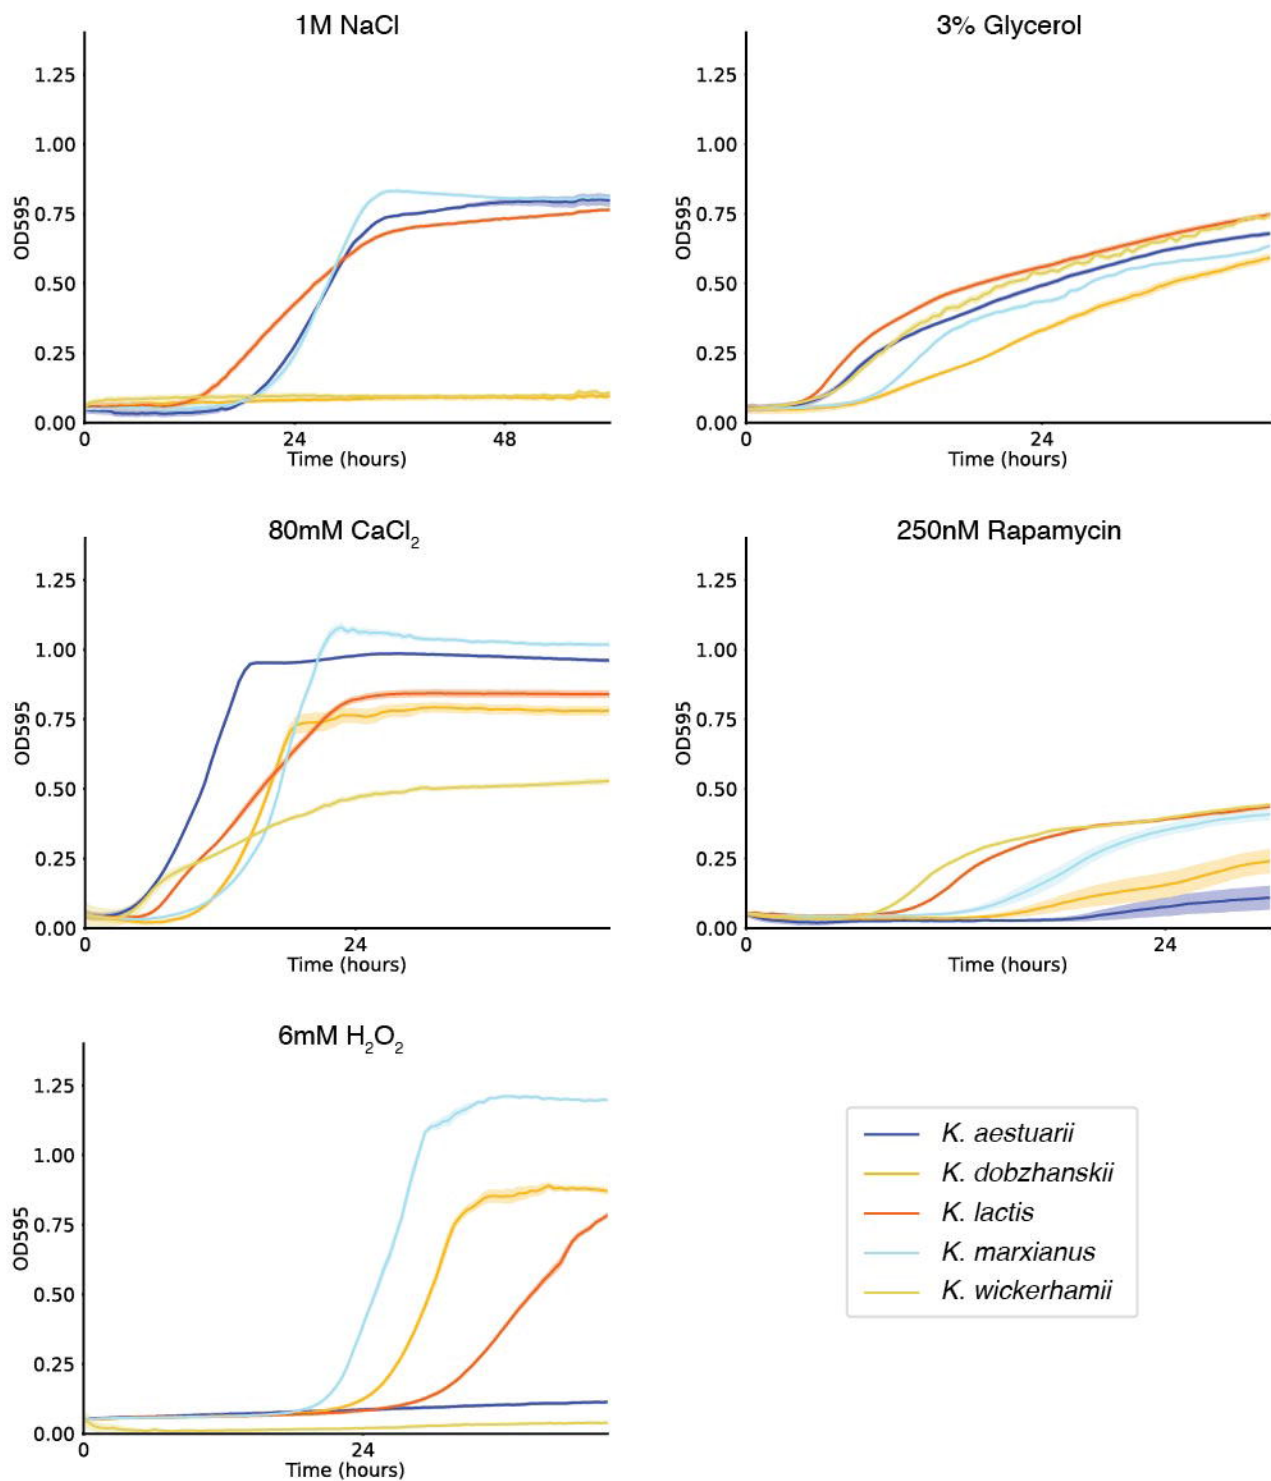 1M NaCl
1.25
1.00
0.75
0.50
0.25
0.00
OD595
0
24
48
Time (hours)
3% Glycerol
1.25
1.00
0.75
0.50
0.25
0.00
OD595
0
24
Time (hours)
80mM CaCl₂
1.25
1.00
0.75
0.50
0.25
0.00
OD595
0
24
Time (hours)
250nM Rapamycin
1.25
1.00
0.75
0.50
0.25
0.00
OD595
0
24
Time (hours)
6mM H₂O₂
1.25
1.00
0.75
0.50
0.25
0.00
OD595
0
24
Time (hours)
K. aestuarii
K. dobzhanskii
K. lactis
K. marxianus
K. wickerhamii